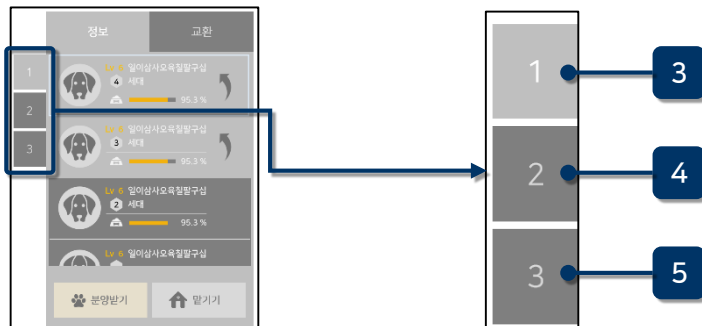 정보
교환
1
2
3
Lv 6 일이삼사오육칠팔구십
4 세대
95.3 %
Lv 6 일이삼사오육칠팔구십
3 세대
95.3 %
Lv 6 일이삼사오육칠팔구십
2 세대
95.3 %
Lv 6 일이삼사오육칠팔구십
분양받기
맡기기
1
2
3
3
4
5